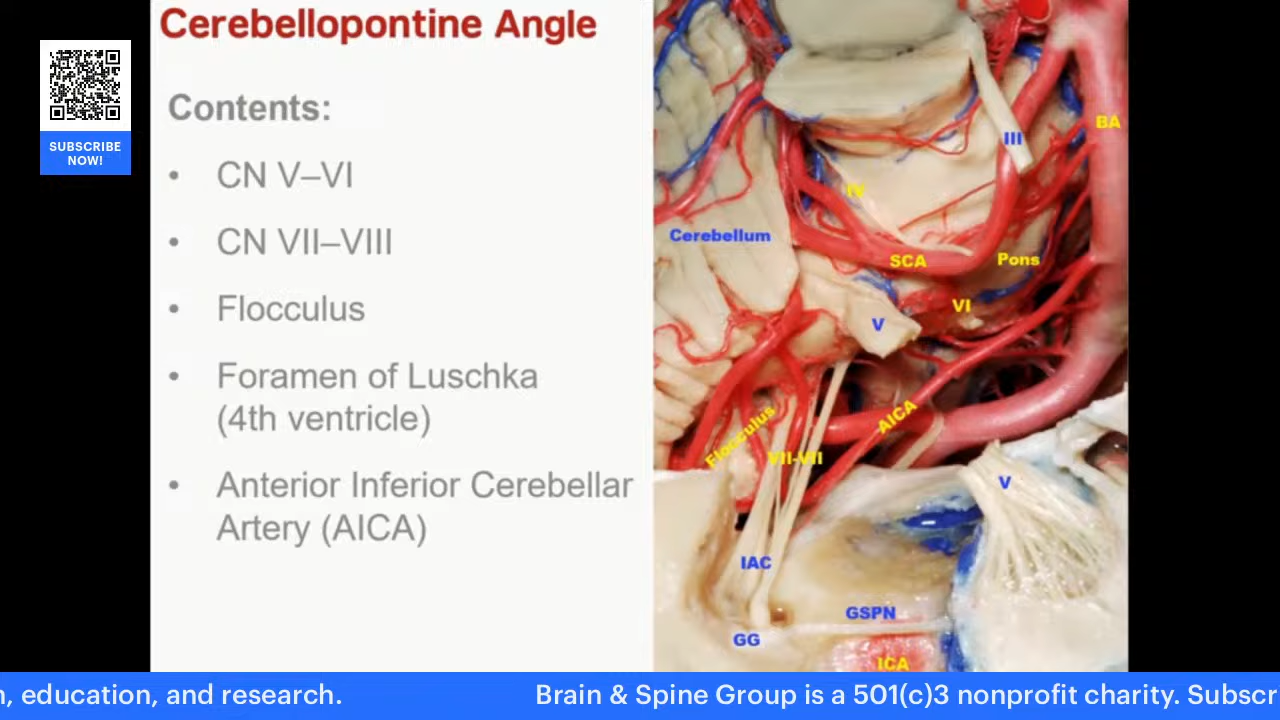 Cerebellopontine Angle
SUBSCRIBE
NOW!
Contents:
• CN V–VI
• CN VII–VIII
• Flocculus
• Foramen of Luschka
(4th ventricle)
• Anterior Inferior Cerebellar
Artery (AICA)
BA
III
IV
Cerebellum
SCA
Pons
VI
V
AICA
Flocculus
VII-VII
V
IAC
GSPN
GG
ICA
n, education, and research.
Brain & Spine Group is a 501(c)3 nonprofit charity. Subscr